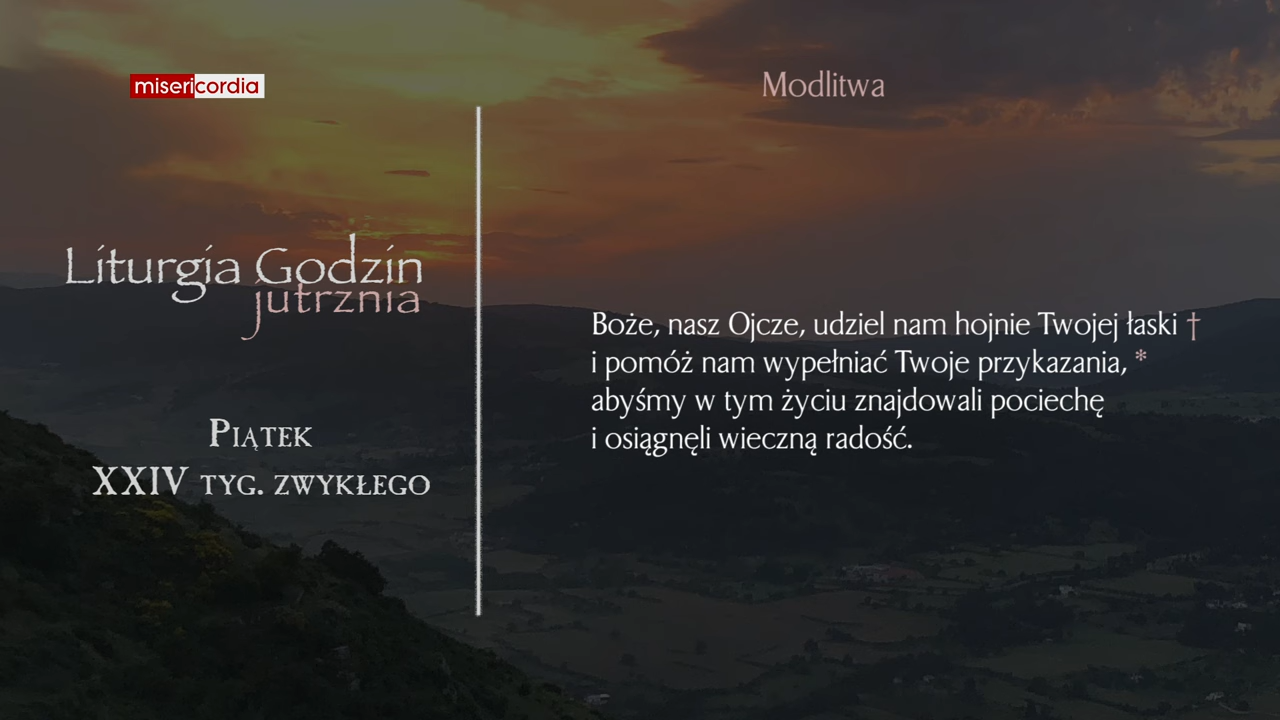 misericordia
Modlitwa
Liturgia Godzin
jutrznia
Piątek
XXIV tyg. zwykłego
Boże, nasz Ojcze, udziel nam hojnie Twojej łaski †
i pomóż nam wypełniać Twoje przykazania, *
abyśmy w tym życiu znajdowali pociechę
i osiągnęli wieczną radość.